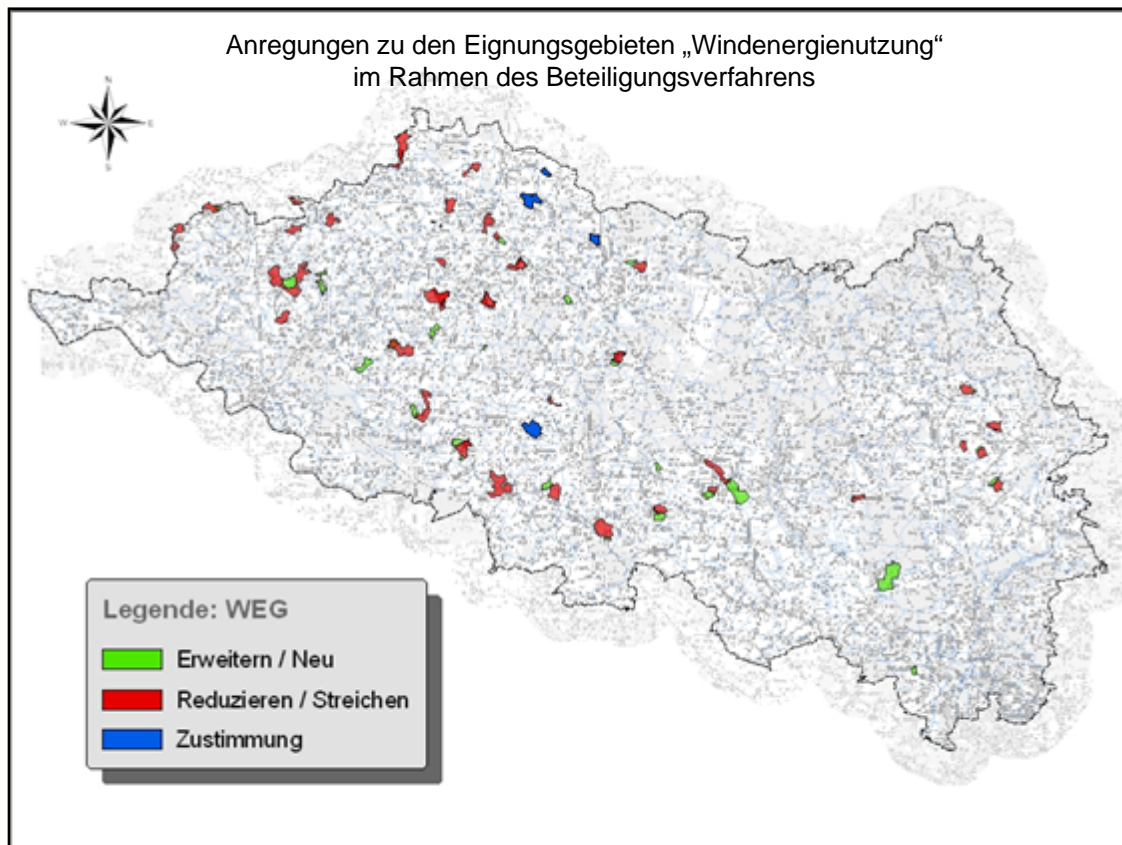 Anregungen zu den Eignungsgebieten „Windenergienutzung“
im Rahmen des Beteiligungsverfahrens
N
W E
S
Legende: WEG
Erweitern / Neu
Reduzieren / Streichen
Zustimmung